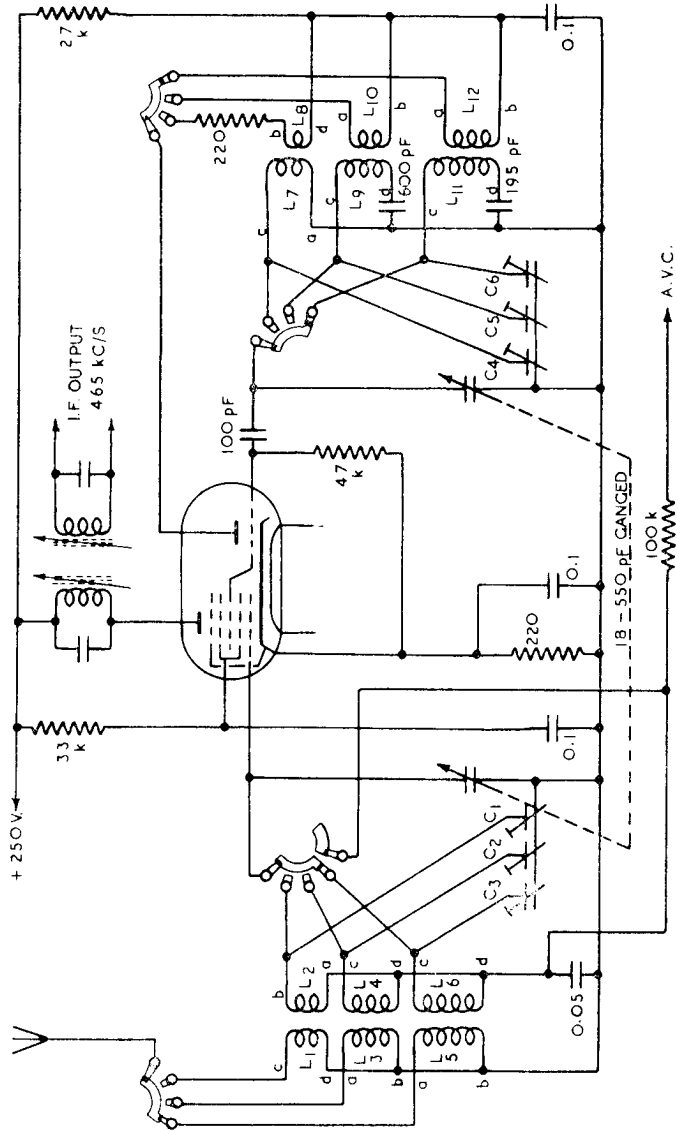 + 250V.
33
k
I.F. OUTPUT
465 kC/S
27
k
220
100 pF
47
k
L1
L2
L3
L4
L5
L6
c
b
d
a
a
c
b
d
a
c
b
d
C3
C2
C1
0.05
0.1
220
0.1
18 - 550 pF GANGED
100 k
A.V.C.
C4
C5
C6
L7
L8
L9
L10
L11
L12
c
b
a
d
c
a
d
b
c
a
d
b
600 pF
195 pF
0.1